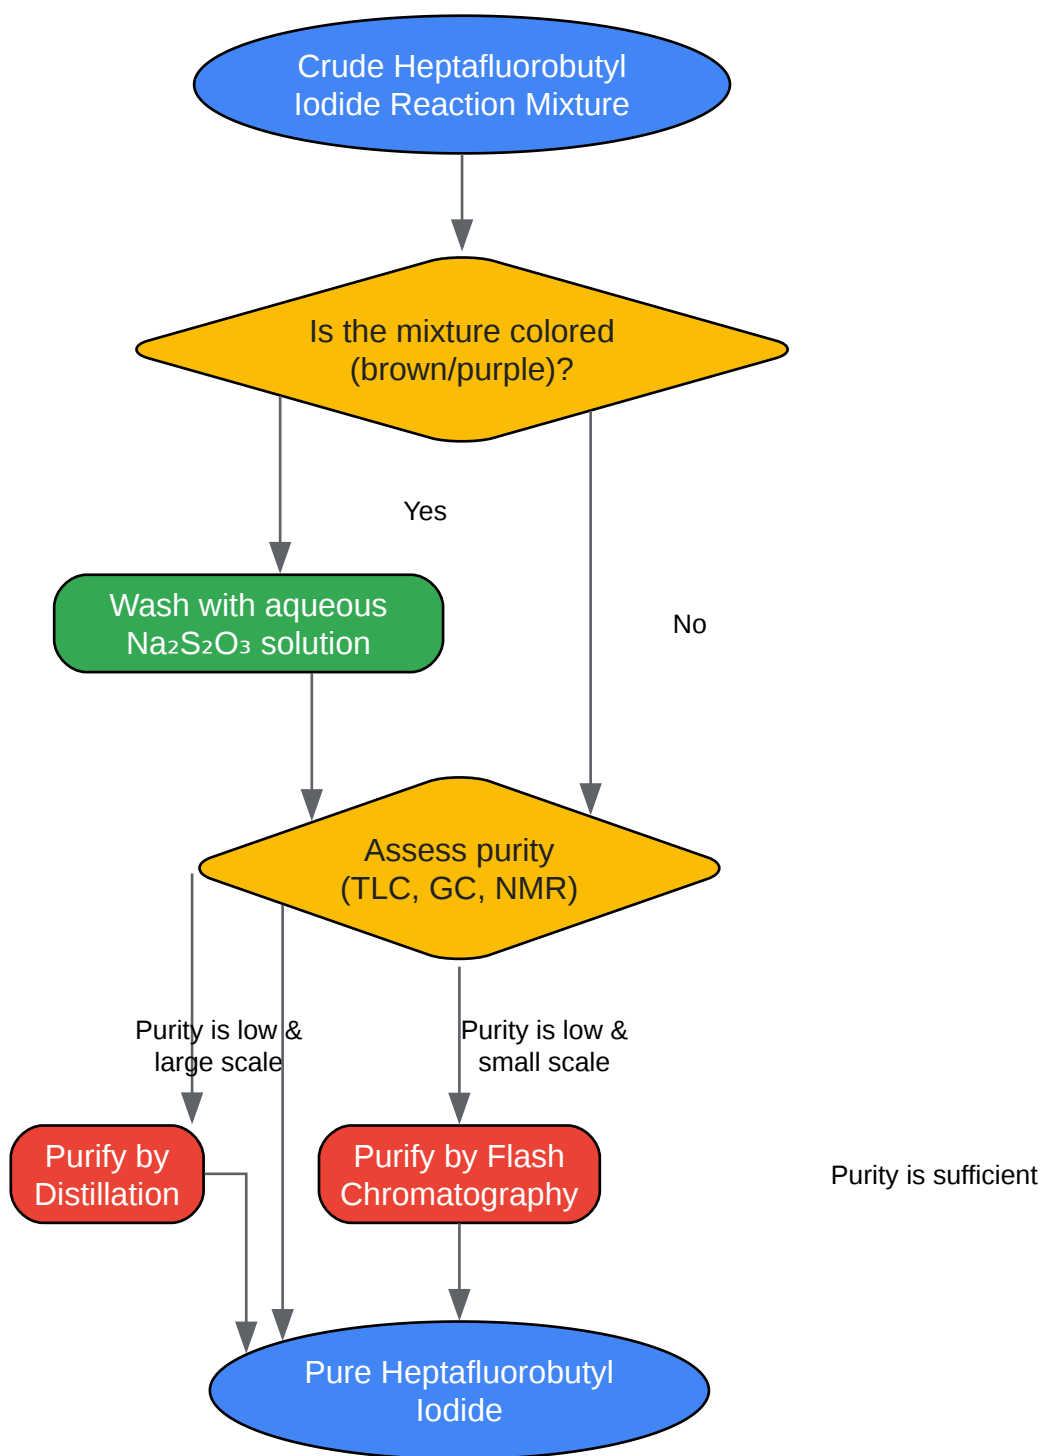 Crude Heptafluorobutyl
Iodide Reaction Mixture
Is the mixture colored
(brown/purple)?
Yes
Wash with aqueous
Na₂S₂O₃ solution
No
Assess purity
(TLC, GC, NMR)
Purity is low &
large scale
Purity is low &
small scale
Purify by
Distillation
Purify by Flash
Chromatography
Purity is sufficient
Pure Heptafluorobutyl
Iodide